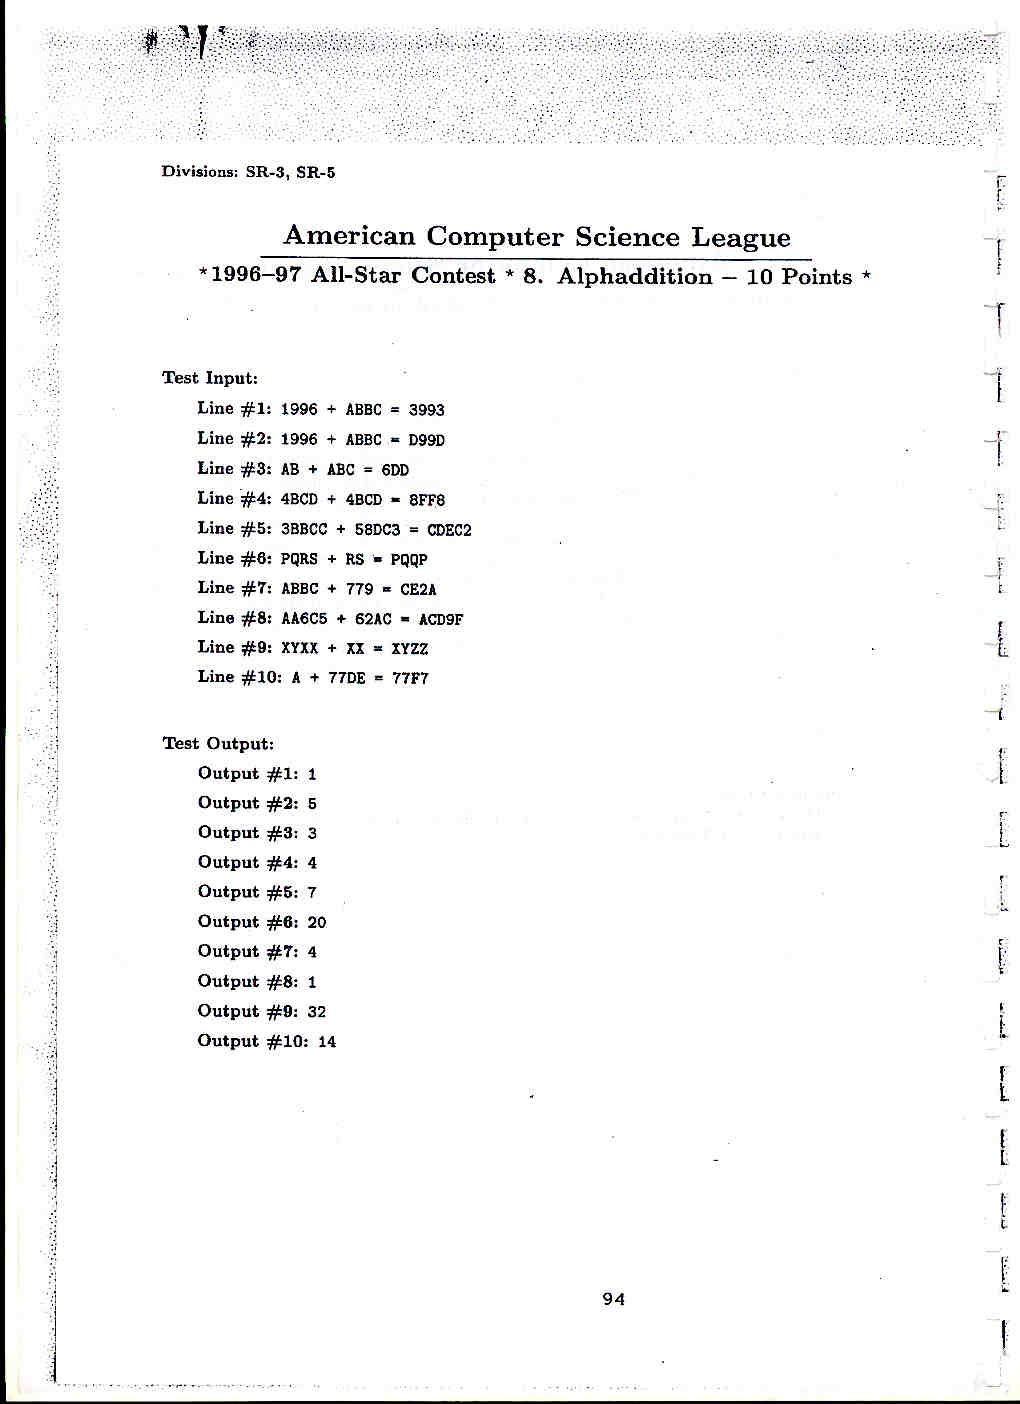 Divisions: SR-3, SR-5
American Computer Science League
*1996–97 All-Star Contest * 8. Alphaddition – 10 Points *
Test Input:
Line #1: 1996 + ABBC = 3993
Line #2: 1996 + ABBC = D99D
Line #3: AB + ABC = 6DD
Line #4: 4BCD + 4BCD = 8FF8
Line #5: 3BBCC + 58DC3 = CDEC2
Line #6: PQRS + RS = PQQP
Line #7: ABBC + 779 = CE2A
Line #8: AA6C5 + 62AC = ACD9F
Line #9: XYXX + XX = XYZZ
Line #10: A + 77DE = 77F7
Test Output:
Output #1: 1
Output #2: 5
Output #3: 3
Output #4: 4
Output #5: 7
Output #6: 20
Output #7: 4
Output #8: 1
Output #9: 32
Output #10: 14
94